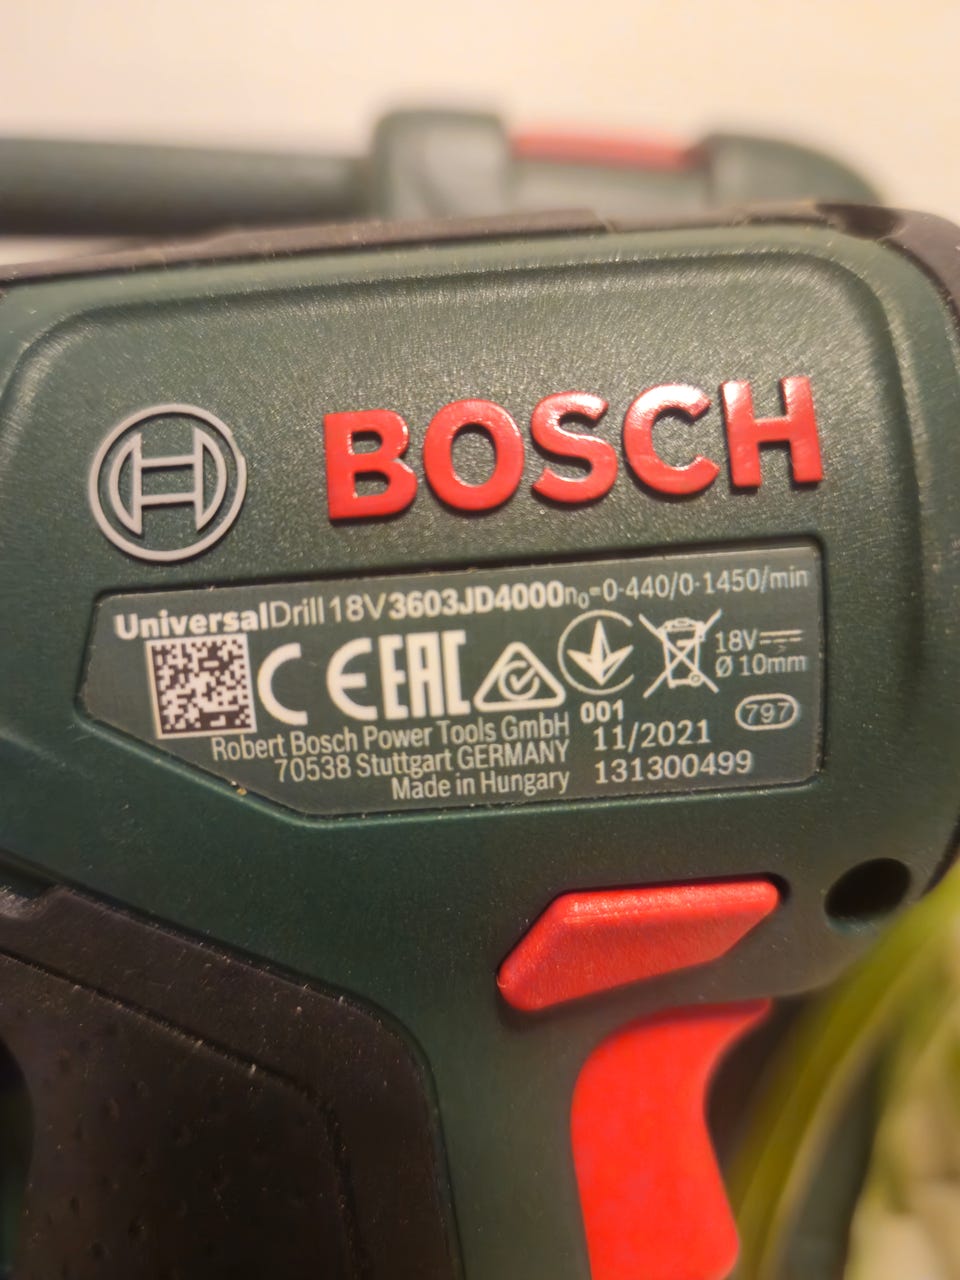 BOSCH
UniversalDrill 18V 3603JD4000 n₀=0-440/0-1450/min
CE EAC
18V
Ø 10mm
001
797
Robert Bosch Power Tools GmbH
11/2021
70538 Stuttgart GERMANY
131300499
Made in Hungary